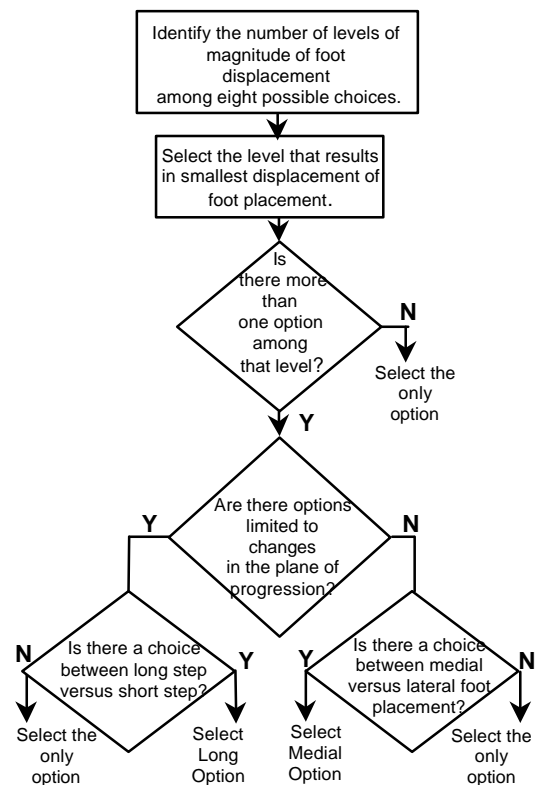 Identify the number of levels of
magnitude of foot
displacement
among eight possible choices.
Select the level that results
in smallest displacement of
foot placement.
Is
there more
than
one option
among
that level?
N
Select the
only
option
Y
Are there options
limited to
changes
in the plane of
progression?
Y
N
Is there a choice
between long step
versus short step?
N
Y
Select the
only
option
Select
Long
Option
Is there a choice
between medial
versus lateral foot
placement?
Y
N
Select
Medial
Option
Select the
only
option